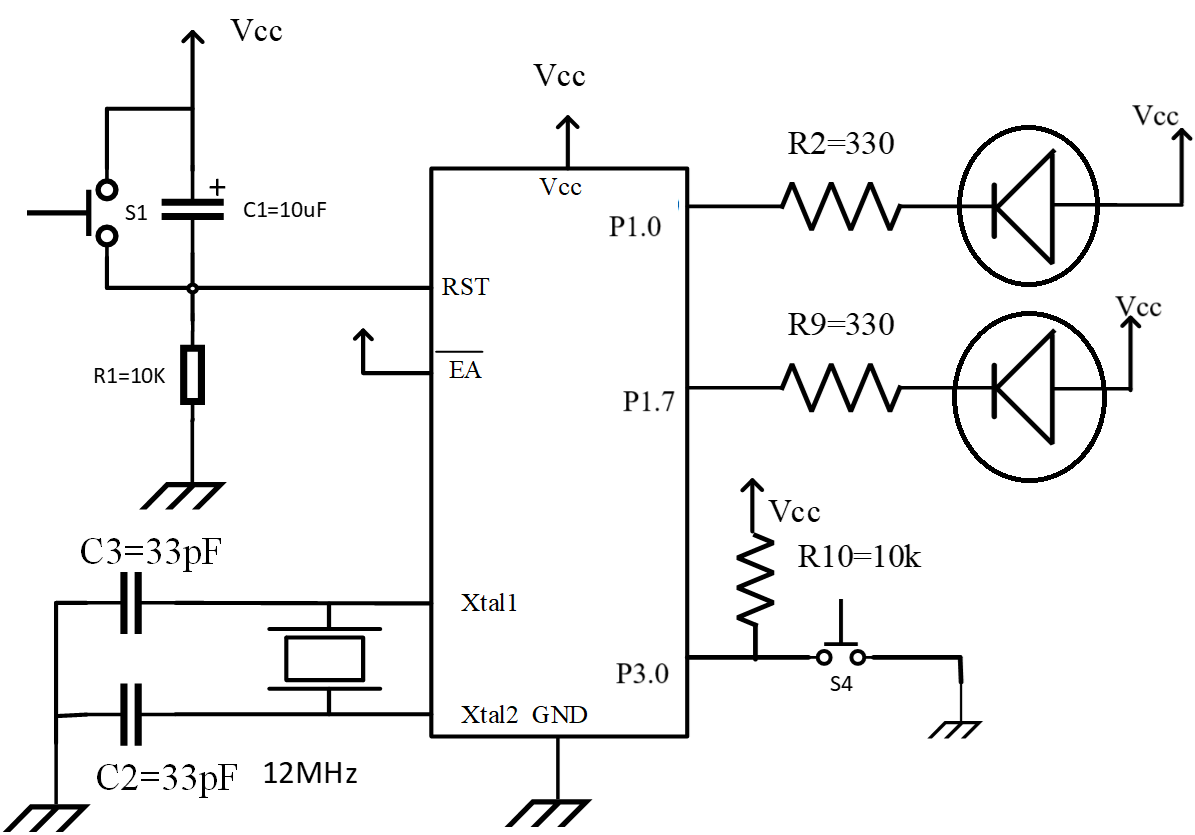 Vcc
Vcc
Vcc
S1
+
C1=10uF
Vcc
P1.0
R2=330
Vcc
RST
R1=10K
EA
P1.7
R9=330
Vcc
R10=10k
C3=33pF
Xtal1
P3.0
S4
Xtal2 GND
C2=33pF
12MHz